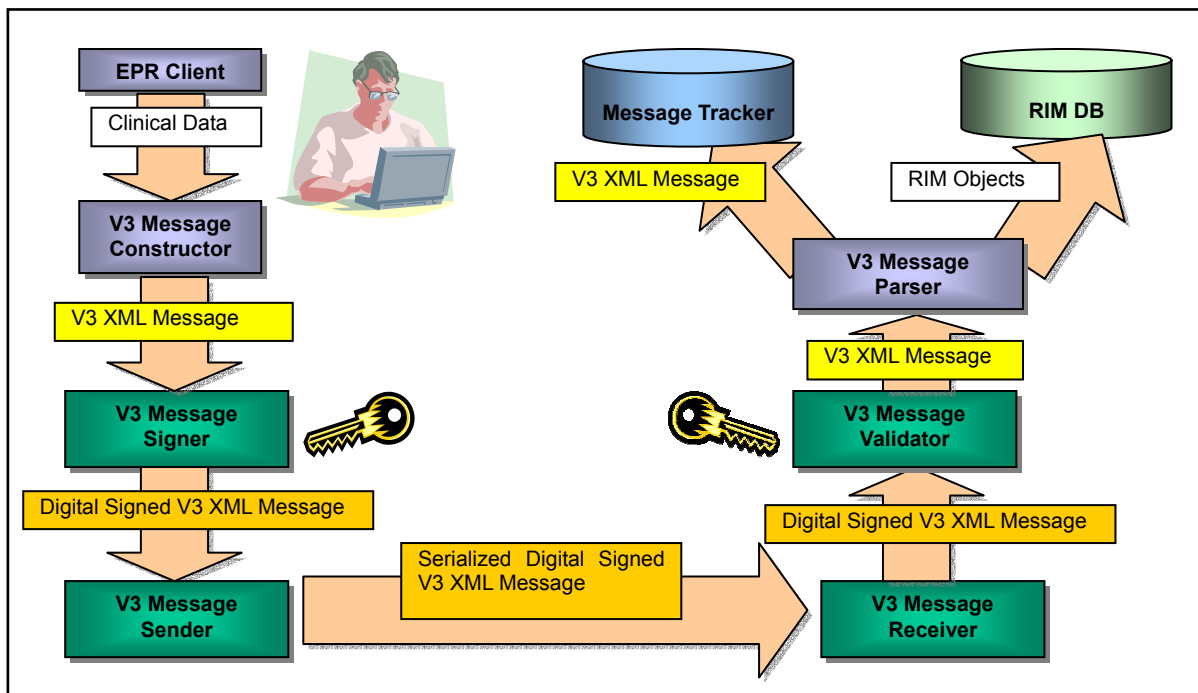 EPR Client
Clinical Data
V3 Message
Constructor
V3 XML Message
V3 Message
Signer
Digital Signed V3 XML Message
V3 Message
Sender
Serialized Digital Signed
V3 XML Message
V3 Message
Receiver
Digital Signed V3 XML Message
V3 Message
Validator
V3 XML Message
V3 Message
Parser
V3 XML Message
Message Tracker
RIM Objects
RIM DB